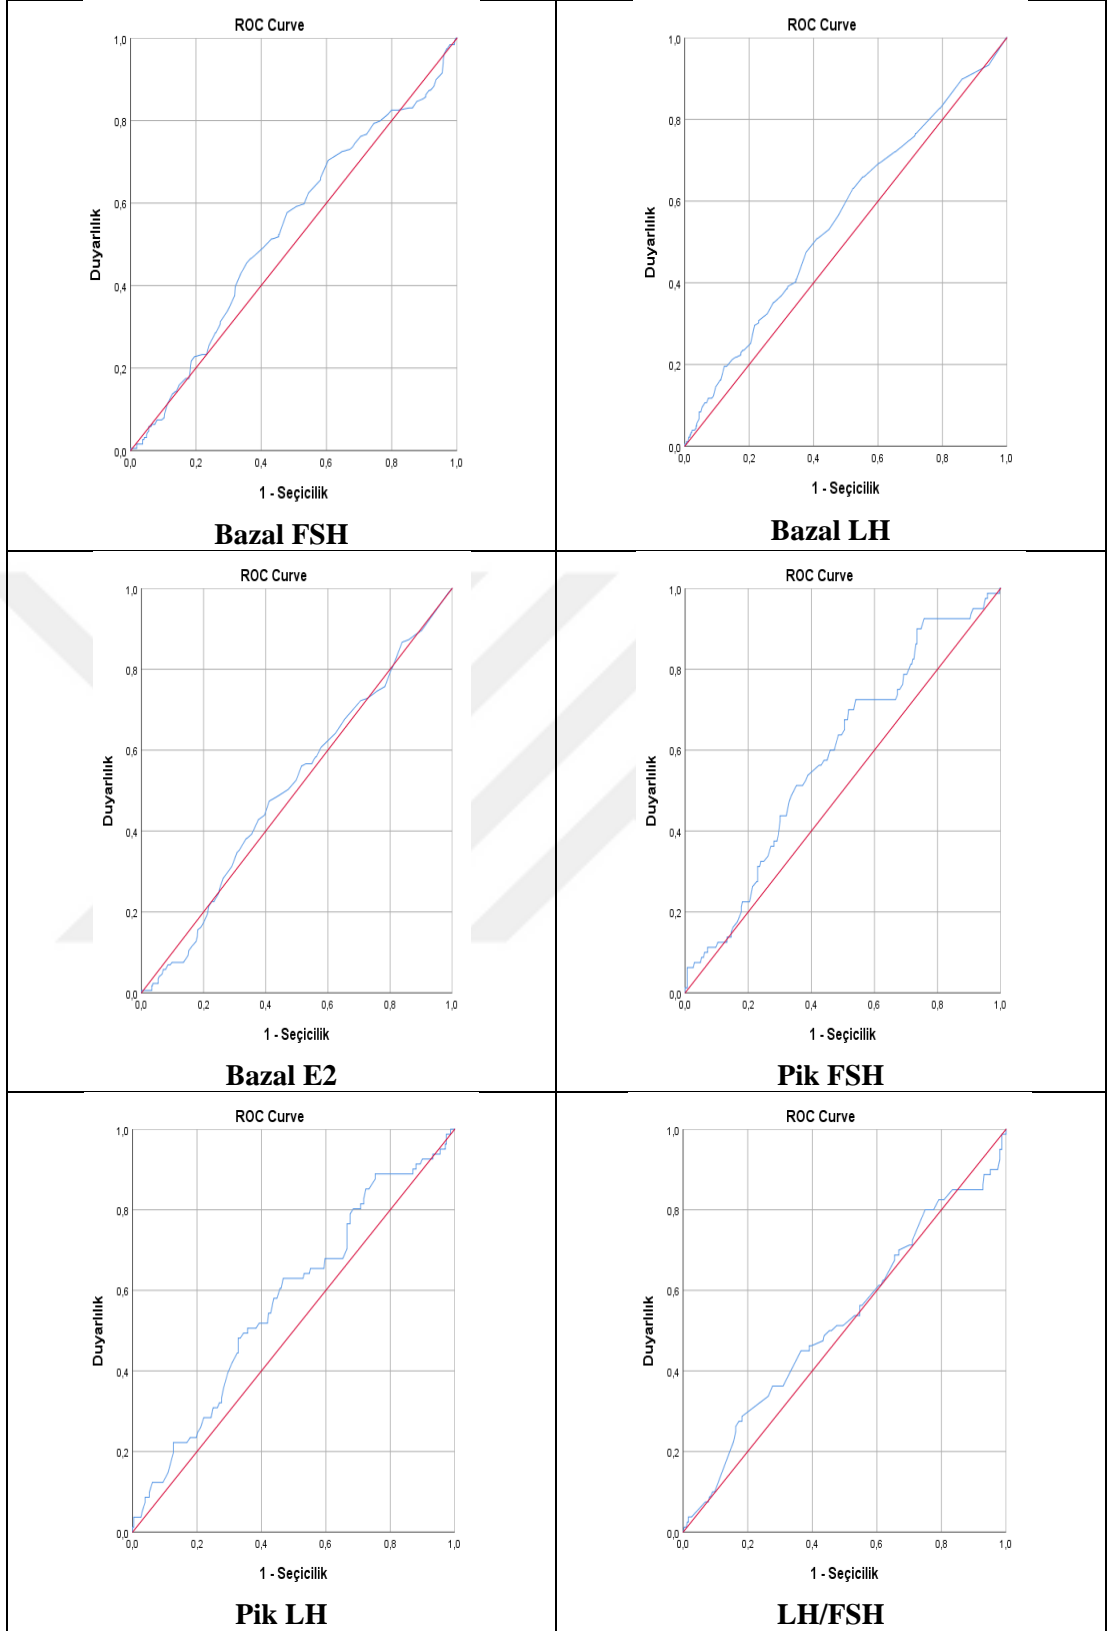 ROC Curve
1,0
0,8
0,6
0,4
0,2
0,0
Duyarlılık
0,0 0,2 0,4 0,6 0,8 1,0
1 - Seçicilik
Bazal FSH
ROC Curve
1,0
0,8
0,6
0,4
0,2
0,0
Duyarlılık
0,0 0,2 0,4 0,6 0,8 1,0
1 - Seçicilik
Bazal LH
ROC Curve
1,0
0,8
0,6
0,4
0,2
0,0
Duyarlılık
0,0 0,2 0,4 0,6 0,8 1,0
1 - Seçicilik
Bazal E2
ROC Curve
1,0
0,8
0,6
0,4
0,2
0,0
Duyarlılık
0,0 0,2 0,4 0,6 0,8 1,0
1 - Seçicilik
Pik FSH
ROC Curve
1,0
0,8
0,6
0,4
0,2
0,0
Duyarlılık
0,0 0,2 0,4 0,6 0,8 1,0
1 - Seçicilik
Pik LH
ROC Curve
1,0
0,8
0,6
0,4
0,2
0,0
Duyarlılık
0,0 0,2 0,4 0,6 0,8 1,0
1 - Seçicilik
LH/FSH